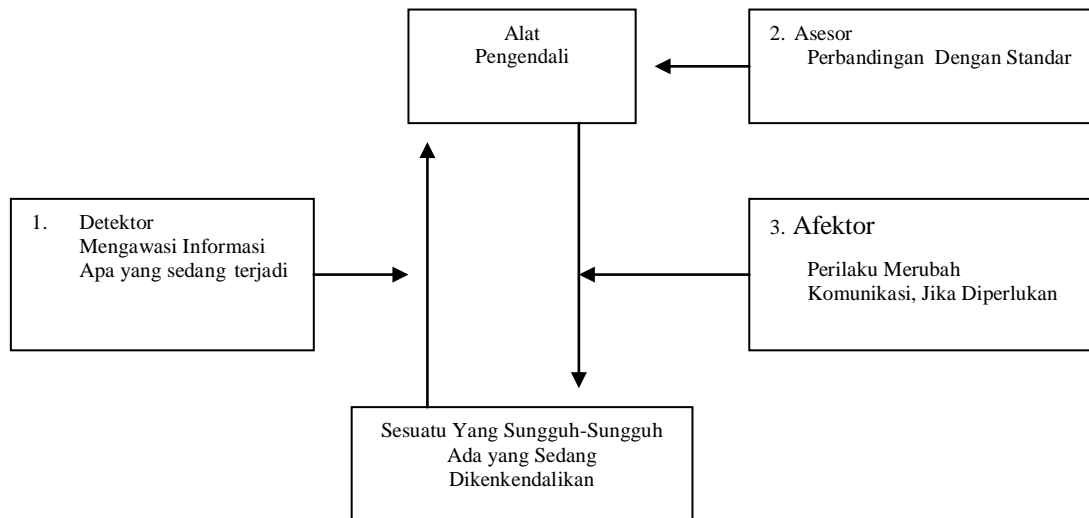 Alat
Pengendali
2. Asesor
Perbandingan Dengan Standar
1. Detektor
Mengawasi Informasi
Apa yang sedang terjadi
3. Afektor
Perilaku Merubah
Komunikasi, Jika Diperlukan
Sesuatu Yang Sungguh-Sungguh
Ada yang Sedang
Dikenkendalikan